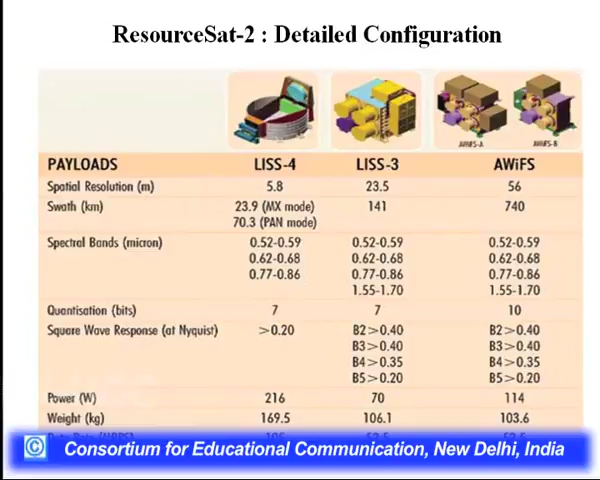 ResourceSat-2 : Detailed Configuration
AWiFS-A AWiFS-B
PAYLOADS LISS-4 LISS-3 AWiFS
Spatial Resolution (m) 5.8 23.5 56
Swath (km) 23.9 (MX mode) 141 740
70.3 (PAN mode)
Spectral Bands (micron) 0.52-0.59 0.52-0.59 0.52-0.59
0.62-0.68 0.62-0.68 0.62-0.68
0.77-0.86 0.77-0.86 0.77-0.86
1.55-1.70 1.55-1.70
Quantisation (bits) 7 7 10
Square Wave Response (at Nyquist) >0.20 B2>0.40 B2>0.40
B3>0.40 B3>0.40
B4>0.35 B4>0.35
B5>0.20 B5>0.20
Power (W) 216 70 114
Weight (kg) 169.5 106.1 103.6
Consortium for Educational Communication, New Delhi, India